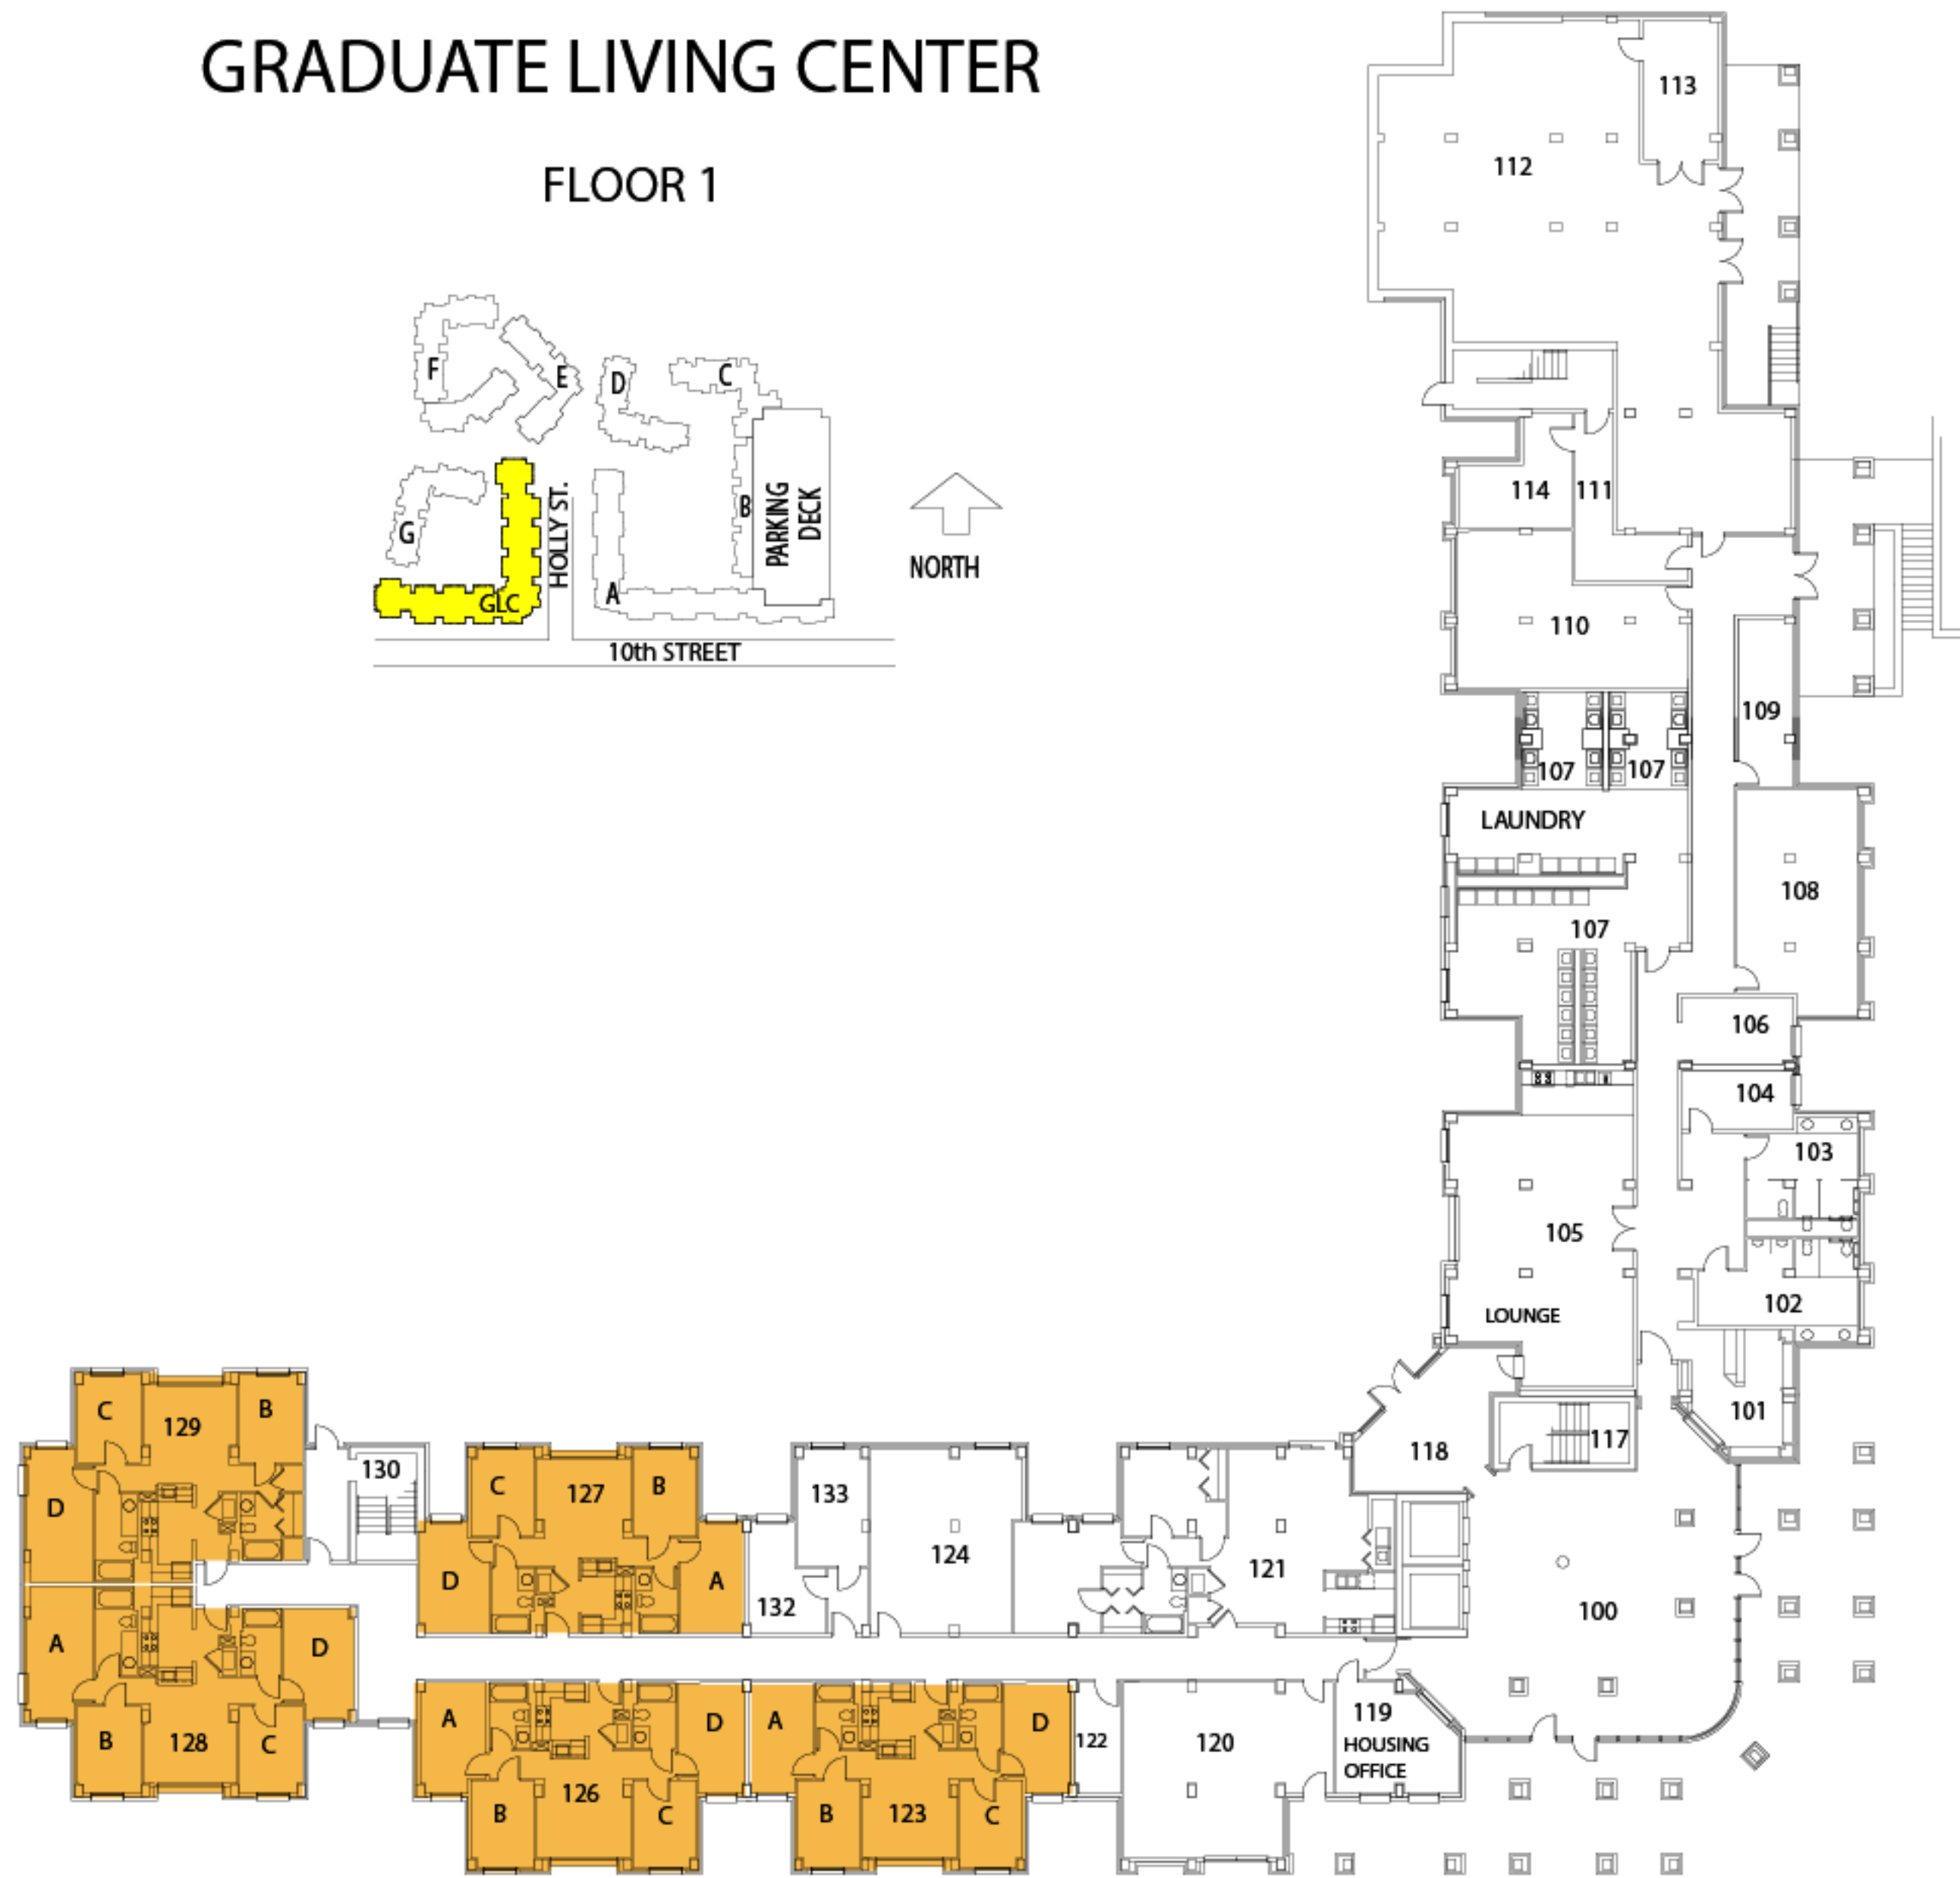 GRADUATE LIVING CENTER
FLOOR 1
F
E
D
C
G
HOLLY ST.
B
PARKING
DECK
GLC
A
10th STREET
NORTH
113
112
114
111
110
109
107
107
LAUNDRY
108
107
106
104
103
105
102
LOUNGE
101
117
118
100
C
129
B
D
130
C
127
B
D
A
133
132
124
121
A
D
B
128
C
A
D
B
126
C
A
D
B
123
C
122
120
119
HOUSING
OFFICE